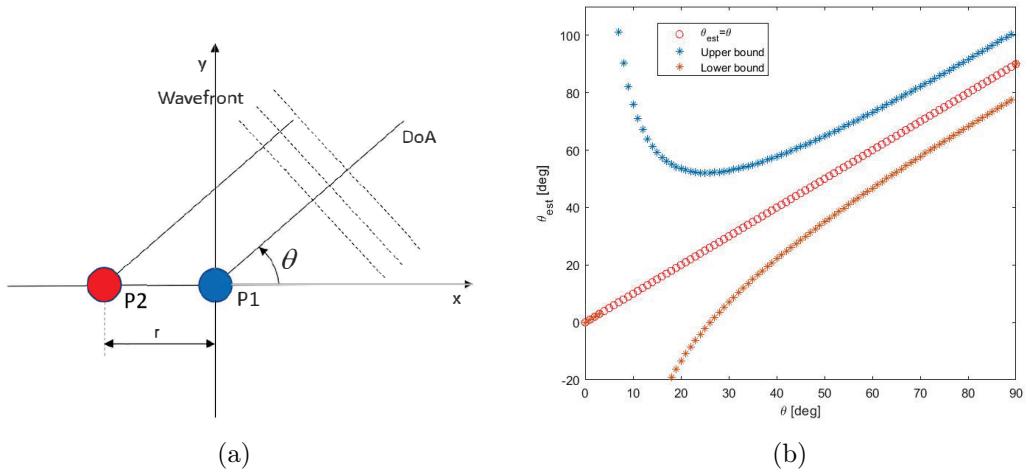 y
Wavefront
DoA
θ
P2
P1
x
r
(a)
θest=θ
Upper bound
Lower bound
100
80
60
40
20
0
-20
θest [deg]
0 10 20 30 40 50 60 70 80 90
θ [deg]
(b)